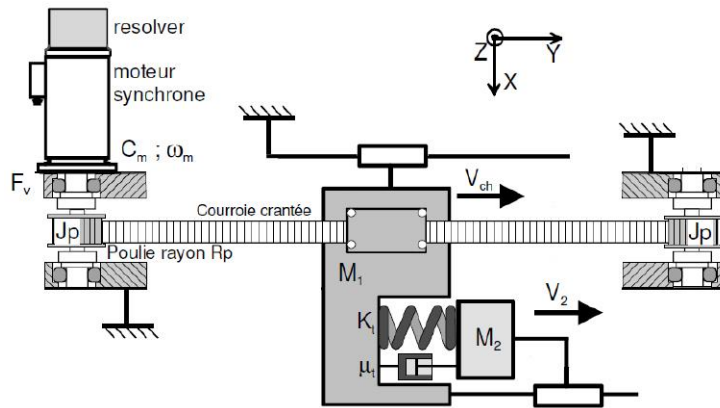 resolver
moteur
synchrone
Z Y
X
Cm ; ωm
Fv
Vch
Courroie crantée
Jp
Jp
Poulie rayon Rp
M1
V2
Kt
M2
μt